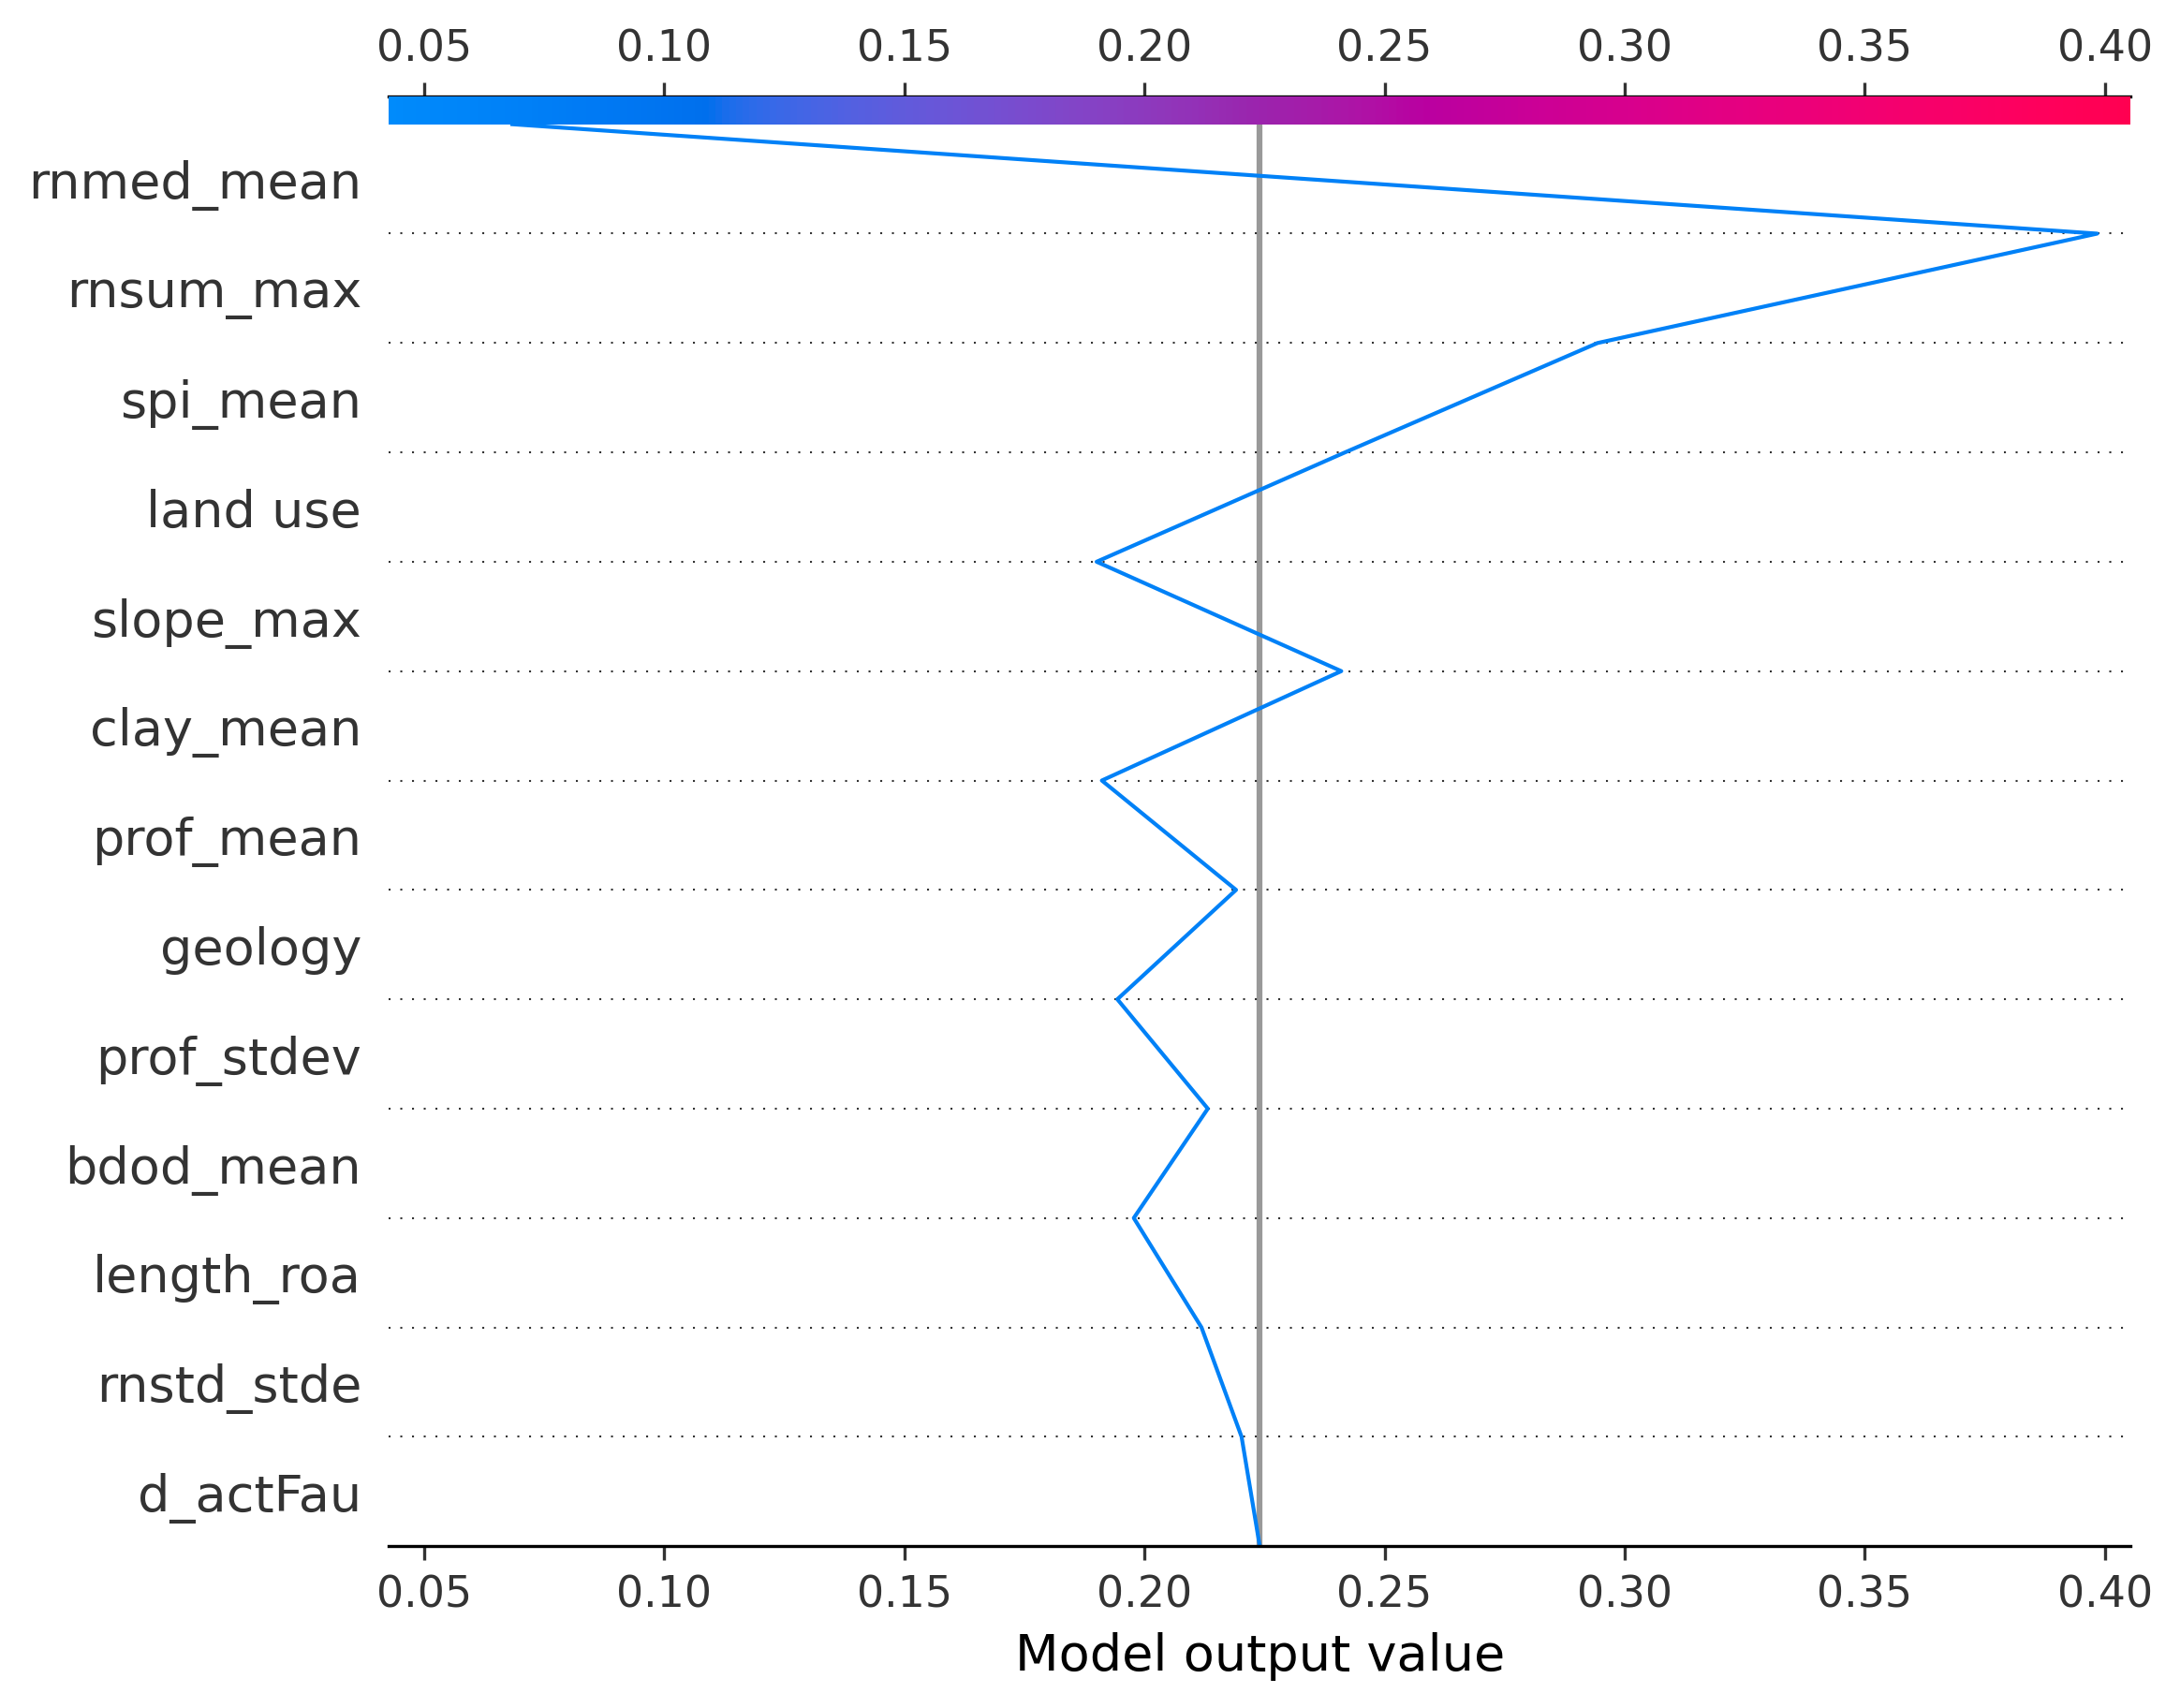 0.05 0.10 0.15 0.20 0.25 0.30 0.35 0.40
rnmed_mean
rnsum_max
spi_mean
land use
slope_max
clay_mean
prof_mean
geology
prof_stdev
bdod_mean
length_roa
rnstd_stde
d_actFau
0.05 0.10 0.15 0.20 0.25 0.30 0.35 0.40
Model output value